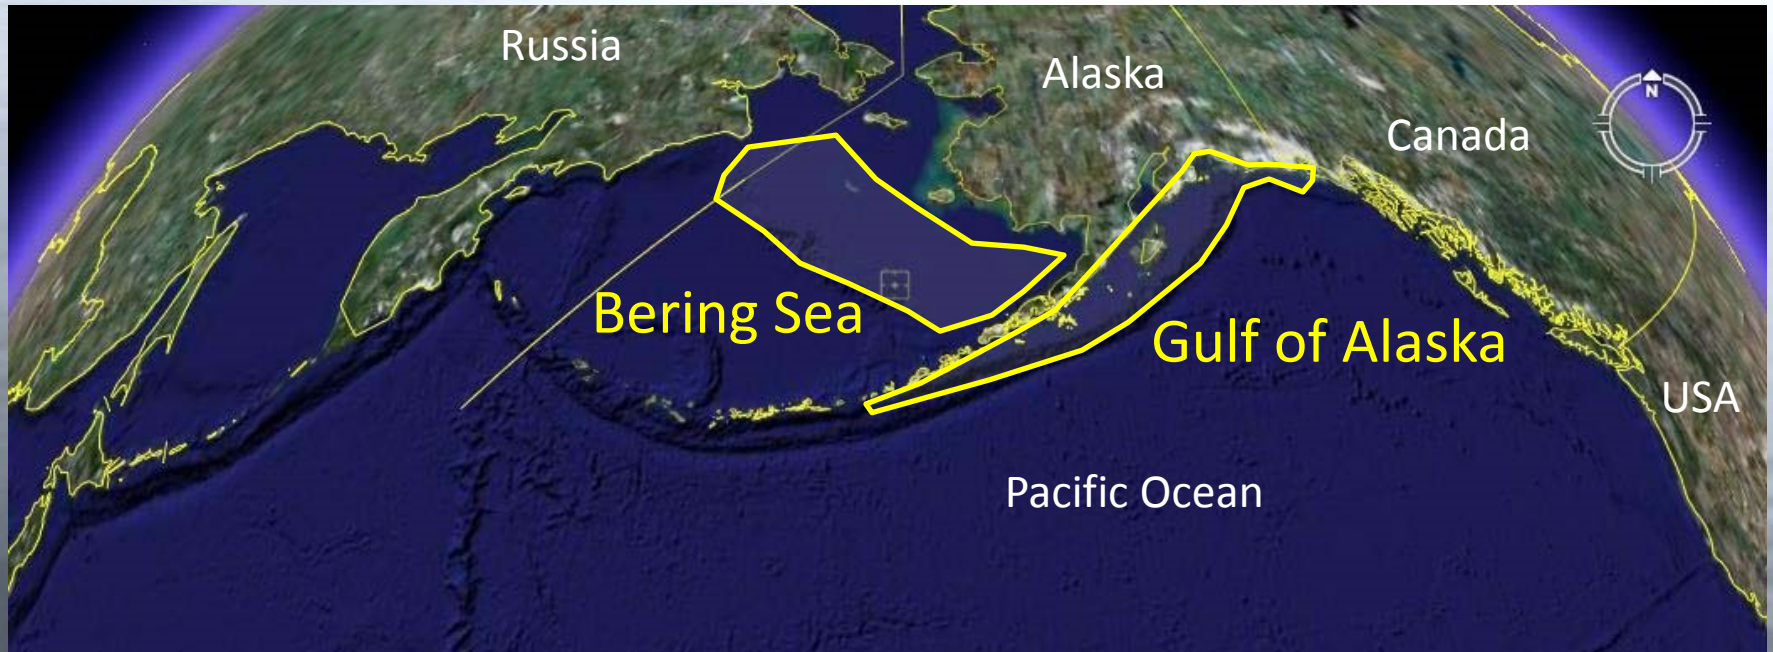 Russia
Alaska
N
Canada
Bering Sea
Gulf of Alaska
USA
Pacific Ocean